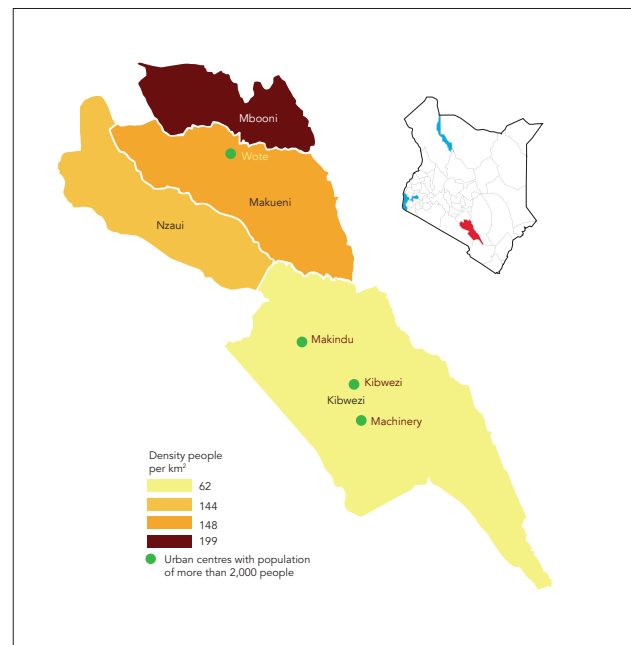 Mbooni
Wote
Makueni
Nzaui
Makindu
Kibwezi
Kibwezi
Machinery
Density people
per km²
62
144
148
199
Urban centres with population
of more than 2,000 people